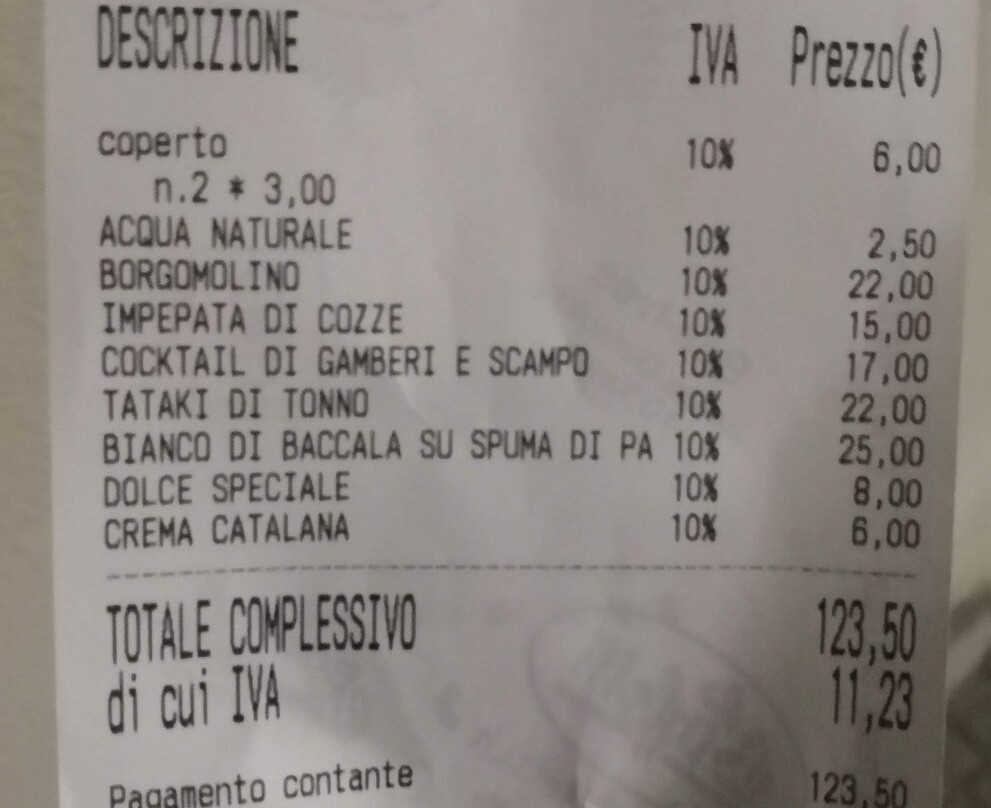 DESCRIZIONE IVA Prezzo(€)
coperto 10% 6,00
n.2 * 3,00
ACQUA NATURALE 10% 2,50
BORGOMOLINO 10% 22,00
IMPEPATA DI COZZE 10% 15,00
COCKTAIL DI GAMBERI E SCAMPO 10% 17,00
TATAKI DI TONNO 10% 22,00
BIANCO DI BACCALA SU SPUMA DI PA 10% 25,00
DOLCE SPECIALE 10% 8,00
CREMA CATALANA 10% 6,00
TOTALE COMPLESSIVO 123,50
di cui IVA 11,23
Pagamento contante 123,50